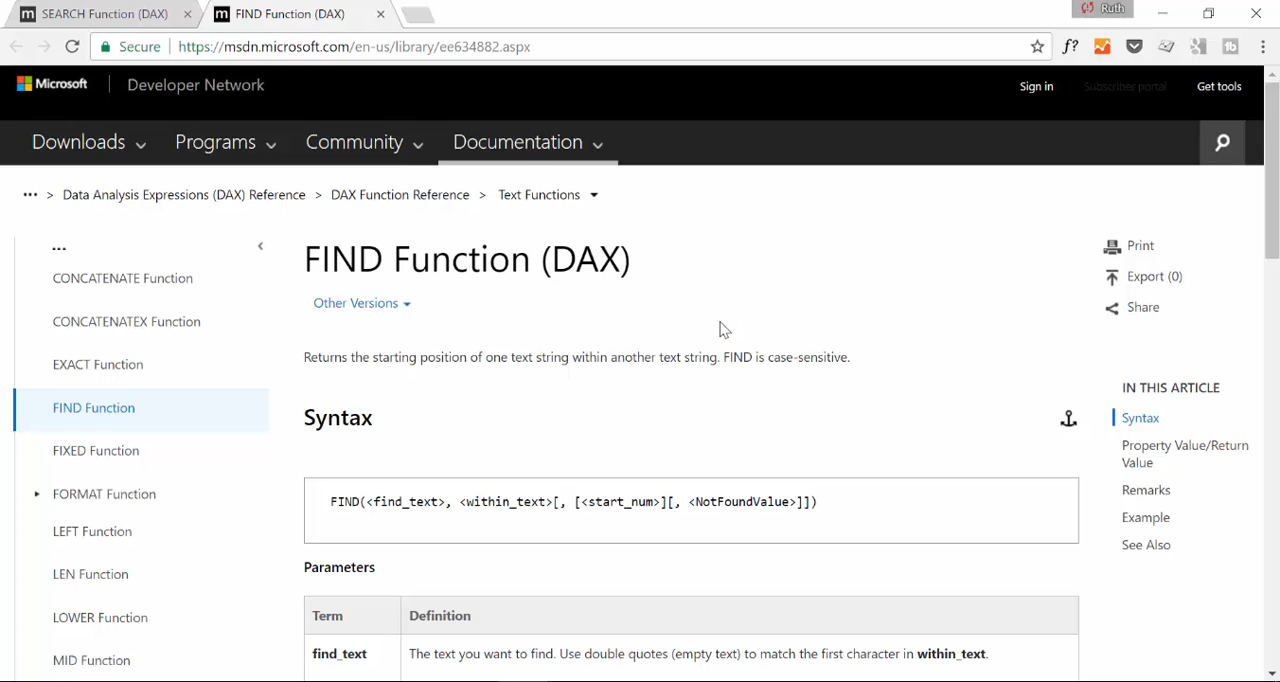 SEARCH Function (DAX)
FIND Function (DAX)
Ruth
Secure
https://msdn.microsoft.com/en-us/library/ee634882.aspx
f?
Microsoft
Developer Network
Sign in
Subscriber portal
Get tools
Downloads
Programs
Community
Documentation
... > Data Analysis Expressions (DAX) Reference > DAX Function Reference > Text Functions
...
CONCATENATE Function
CONCATENATEX Function
EXACT Function
FIND Function
FIXED Function
FORMAT Function
LEFT Function
LEN Function
LOWER Function
MID Function
FIND Function (DAX)
Other Versions
Returns the starting position of one text string within another text string. FIND is case-sensitive.
Syntax
FIND(<find_text>, <within_text>[, [<start_num>][, <NotFoundValue>]])
Parameters
Term Definition
find_text The text you want to find. Use double quotes (empty text) to match the first character in within_text.
Print
Export (0)
Share
IN THIS ARTICLE
Syntax
Property Value/Return
Value
Remarks
Example
See Also